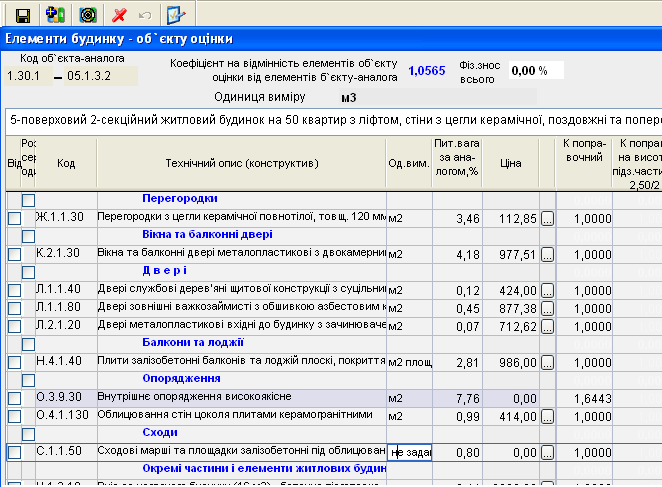 Елементи будинку - об`єкту оцінки
Код об`єкта-аналога
1.30.1 – 05.1.3.2
Коефіцієнт на відмінність елементів об`єкту
оцінки від елементів б`єкту-аналога
1,0565
Фіз.знос
всього
0,00 %
Одиниця виміру м3
5-поверховий 2-секційний житловий будинок на 50 квартир з ліфтом, стіни з цегли керамічної, поздовжні та попере
Від
Роз
сер
оди
Код
Технічний опис (конструктив)
Од.вим.
Пит.вага
за ана-
логом,%
Ціна
К попра-
вочний
К попра
на висот
підз.части
2,50/2
Перегородки
Ж.1.1.30 Перегородки з цегли керамічної повнотілої, товщ. 120 мм м2 3,46 112,85 ... 1,0000
Вікна та балконні двері
К.2.1.30 Вікна та балконні двері металопластикові з двокамерни м2 4,18 977,51 ... 1,0000
Д в е р і
Л.1.1.40 Двері службові дерев'яні щитової конструкції з суцільни м2 0,12 424,00 ... 1,0000
Л.1.1.80 Двері зовнішні важкозаймисті з обшивкою азбестовим к м2 0,45 877,38 ... 1,0000
Л.2.1.20 Двері металопластикові вхідні до будинку з зачинюваче м2 0,07 712,62 ... 1,0000
Балкони та лоджії
Н.4.1.40 Плити залізобетонні балконів та лоджій плоскі, покриття м2 площ 2,81 986,00 ... 1,0000
Опорядження
О.3.9.30 Внутрішнє опорядження високоякісне м2 7,76 0,00 ... 1,6443
О.4.1.130 Облицювання стін цоколя плитами керамогранітними м2 0,99 414,00 ... 1,0000
Сходи
С.1.1.50 Сходові марші та площадки залізобетонні під облицюван не задан 0,80 0,00 ... 1,0000
Окремі частини і елементи житлових будин